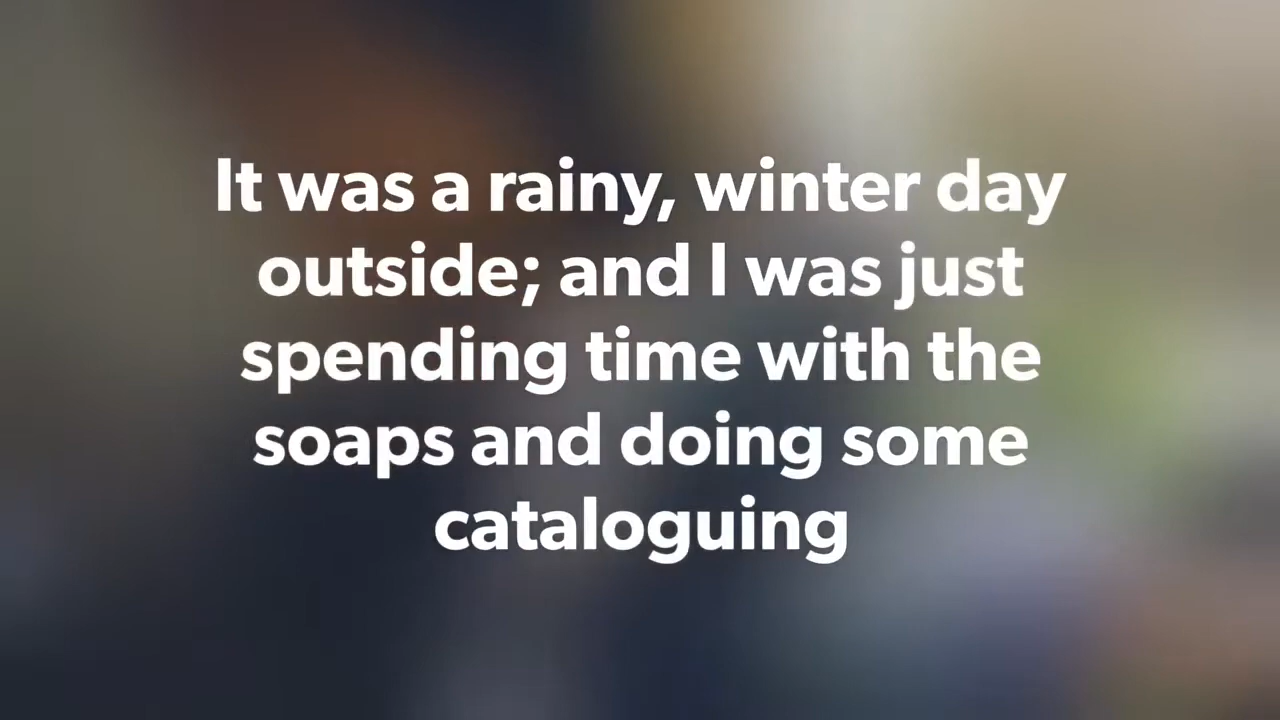 It was a rainy, winter day
outside; and I was just
spending time with the
soaps and doing some
cataloguing